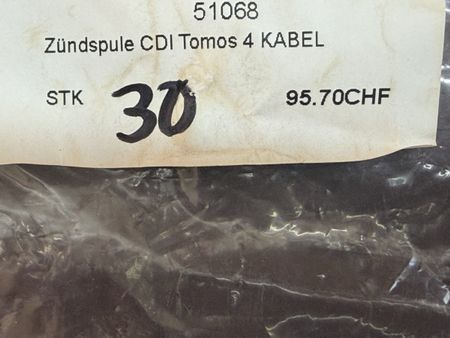 51068
Zündspule CDI Tomos 4 KABEL
STK 30 95.70CHF